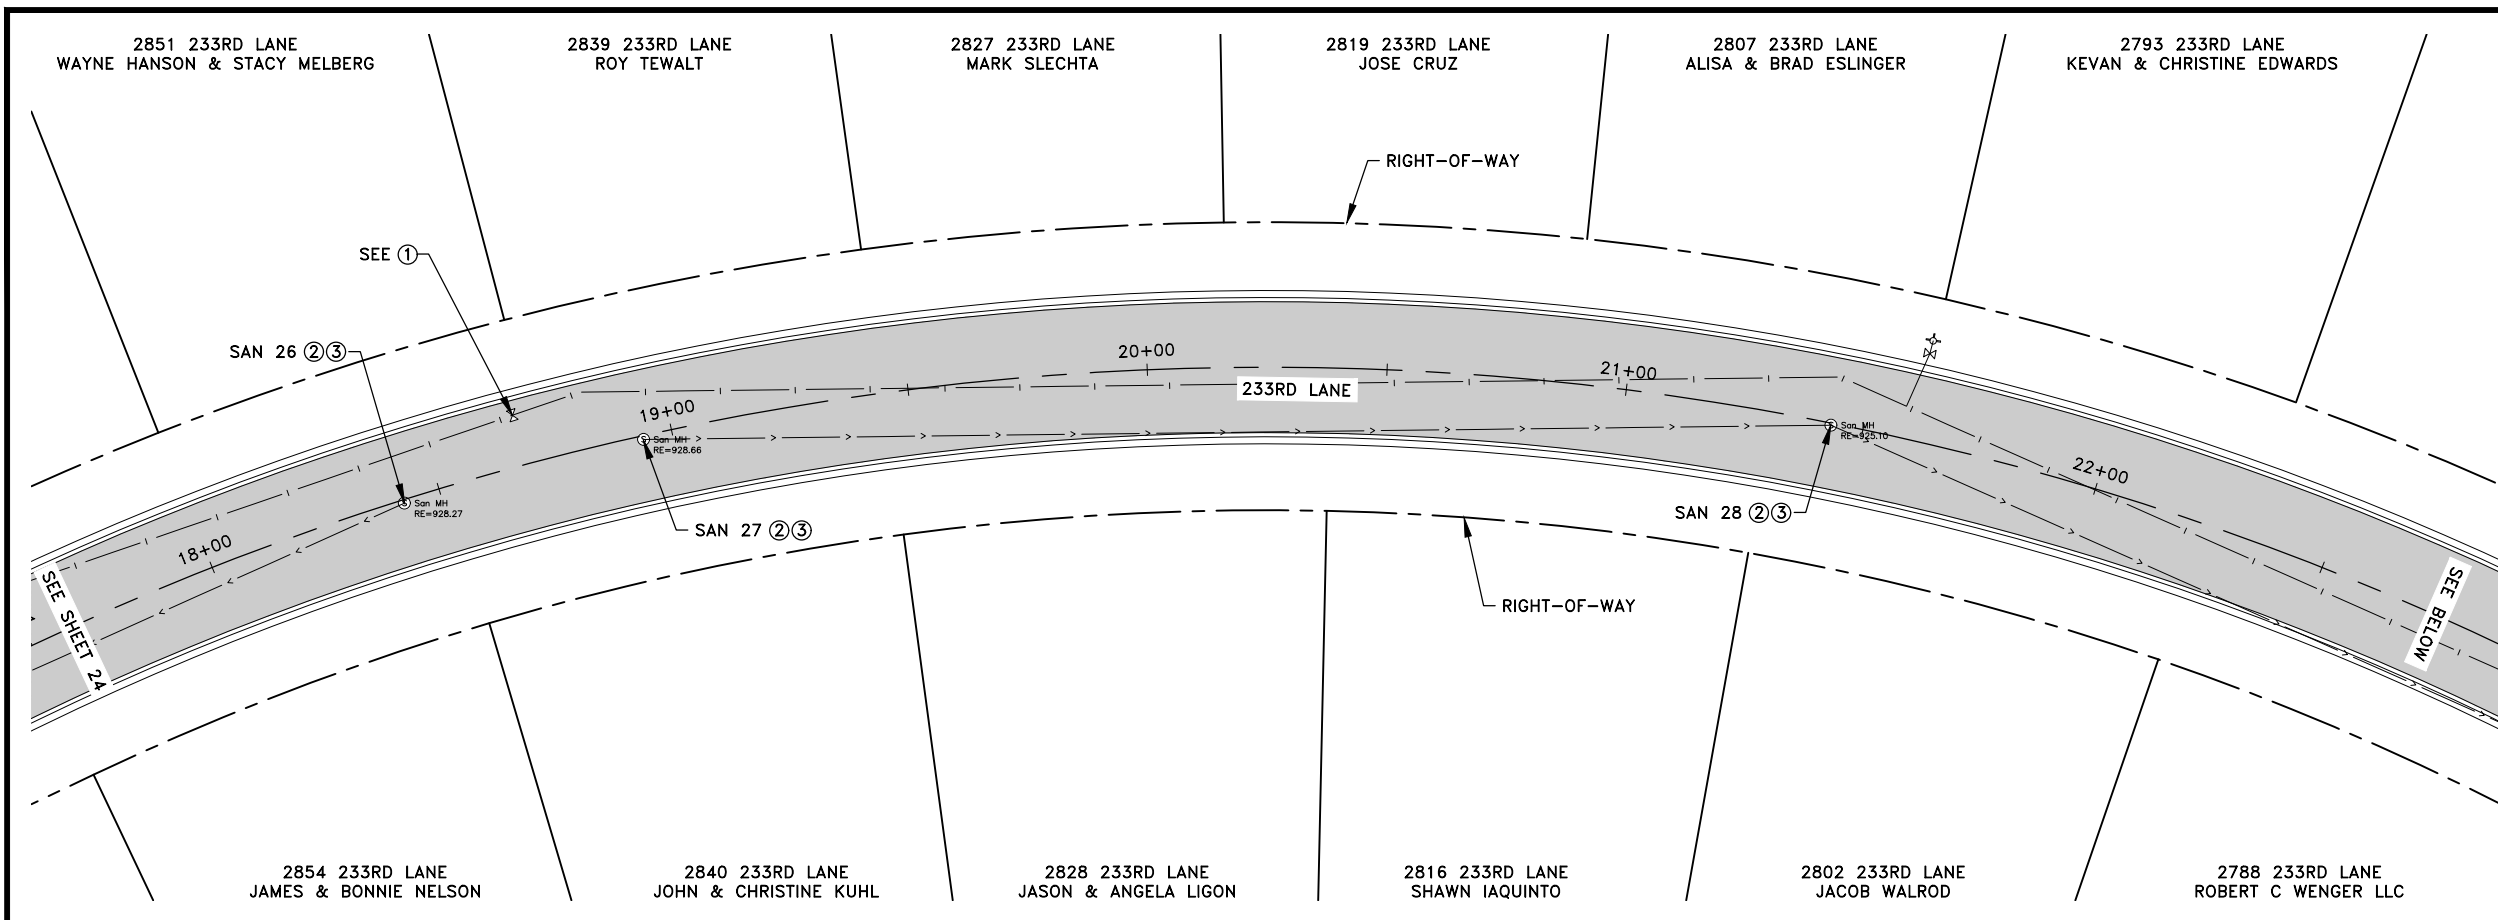 2851 233RD LANE
WAYNE HANSON & STACY MELBERG
2839 233RD LANE
ROY TEWALT
2827 233RD LANE
MARK SLECHTA
2819 233RD LANE
JOSE CRUZ
2807 233RD LANE
ALISA & BRAD ESLINGER
2793 233RD LANE
KEVAN & CHRISTINE EDWARDS
RIGHT-OF-WAY
SEE ①
SAN 26 ②③
20+00
21+00
233RD LANE
19+00
S San MH
RE=928.66
S San MH
RE=925.10
22+00
S San MH
RE=928.27
SAN 27 ②③
SAN 28 ②③
18+00
SEE SHEET 24
SEE BELOW
RIGHT-OF-WAY
2854 233RD LANE
JAMES & BONNIE NELSON
2840 233RD LANE
JOHN & CHRISTINE KUHL
2828 233RD LANE
JASON & ANGELA LIGON
2816 233RD LANE
SHAWN IAQUINTO
2802 233RD LANE
JACOB WALROD
2788 233RD LANE
ROBERT C WENGER LLC